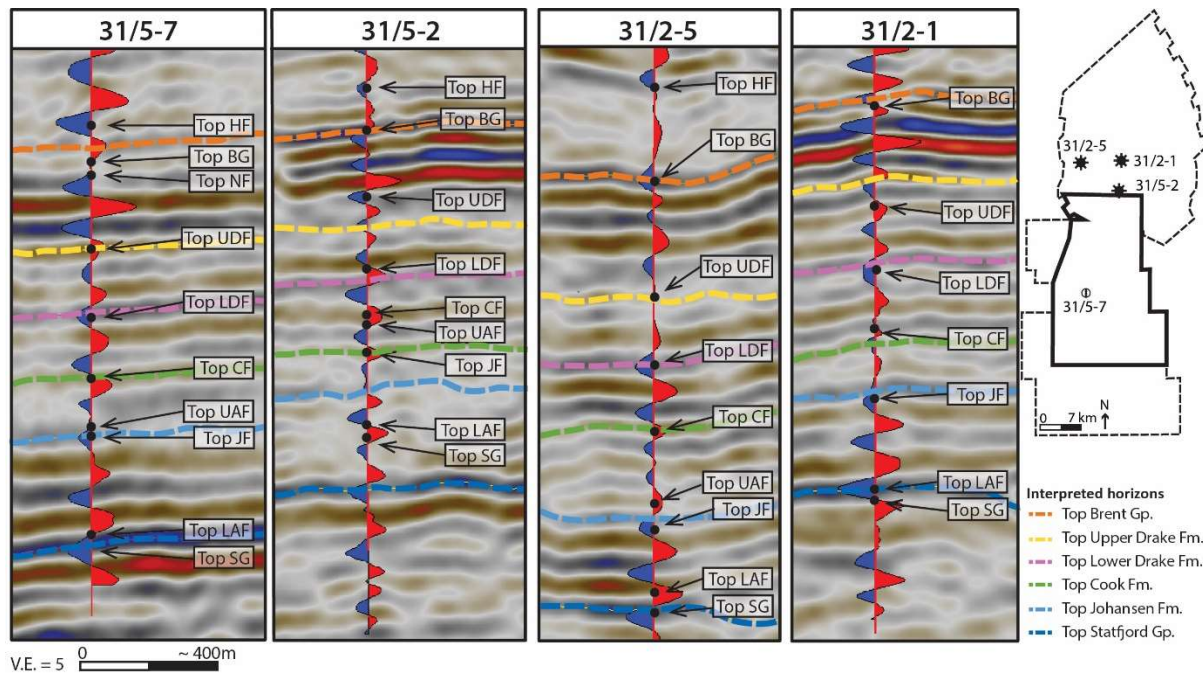 31/5-7
Top HF
Top BG
Top NF
Top UDF
Top LDF
Top CF
Top UAF
Top JF
Top LAF
Top SG
31/5-2
Top HF
Top BG
Top UDF
Top LDF
Top CF
Top UAF
Top JF
Top LAF
Top SG
31/2-5
Top HF
Top BG
Top UDF
Top LDF
Top CF
Top UAF
Top JF
Top LAF
Top SG
31/2-1
Top BG
Top UDF
Top LDF
Top CF
Top JF
Top LAF
Top SG
31/2-5
31/2-1
31/5-2
31/5-7
N
0 7 km
Interpreted horizons
Top Brent Gp.
Top Upper Drake Fm.
Top Lower Drake Fm.
Top Cook Fm.
Top Johansen Fm.
Top Statfjord Gp.
V.E. = 5 0 ~ 400m